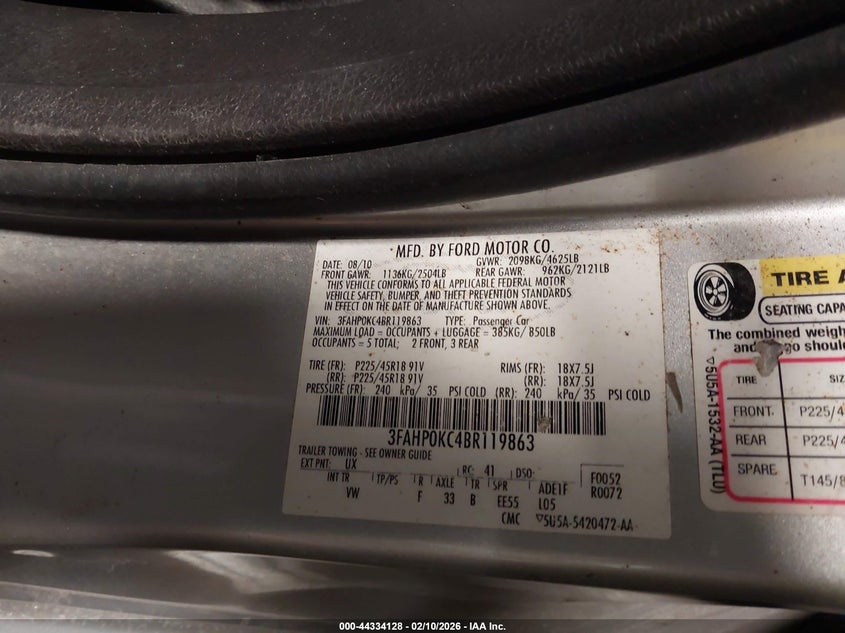 MFD. BY FORD MOTOR CO.
DATE: 08/10 GVWR: 2098KG/4625LB
FRONT GAWR: 1136KG/2504LB REAR GAWR: 962KG/2121LB
THIS VEHICLE CONFORMS TO ALL APPLICABLE FEDERAL MOTOR
VEHICLE SAFETY, BUMPER, AND THEFT PREVENTION STANDARDS
IN EFFECT ON THE DATE OF MANUFACTURE SHOWN ABOVE.
VIN: 3FAHP0KC4BR119863 TYPE: Passenger Car
MAXIMUM LOAD = OCCUPANTS + LUGGAGE = 385KG/ 850LB
OCCUPANTS = 5 TOTAL; 2 FRONT, 3 REAR
TIRE (FR): P225/45R18 91V RIMS (FR): 18X7.5J
(RR): P225/45R18 91V (RR): 18X7.5J
PRESSURE (FR): 240 kPa/ 35 PSI COLD (RR): 240 kPa/35 PSI COLD
3FAHP0KC4BR119863
TRAILER TOWING - SEE OWNER GUIDE
EXT PNT: UX RC: 41 DSO: F0052
INT TR TP/PS R AXLE TR SPR ADE1F R0072
VW F 33 B EE55 L05
CMC ▽5U5A-5420472-AA
TIRE A
SEATING CAPA
The combined weigh
and go shoul
▽5U5A-1532-AA (TLU)
TIRE SIZ
FRONT P225/4
REAR P225/4
SPARE T145/8
000-44334128 - 02/10/2026 - IAA Inc.